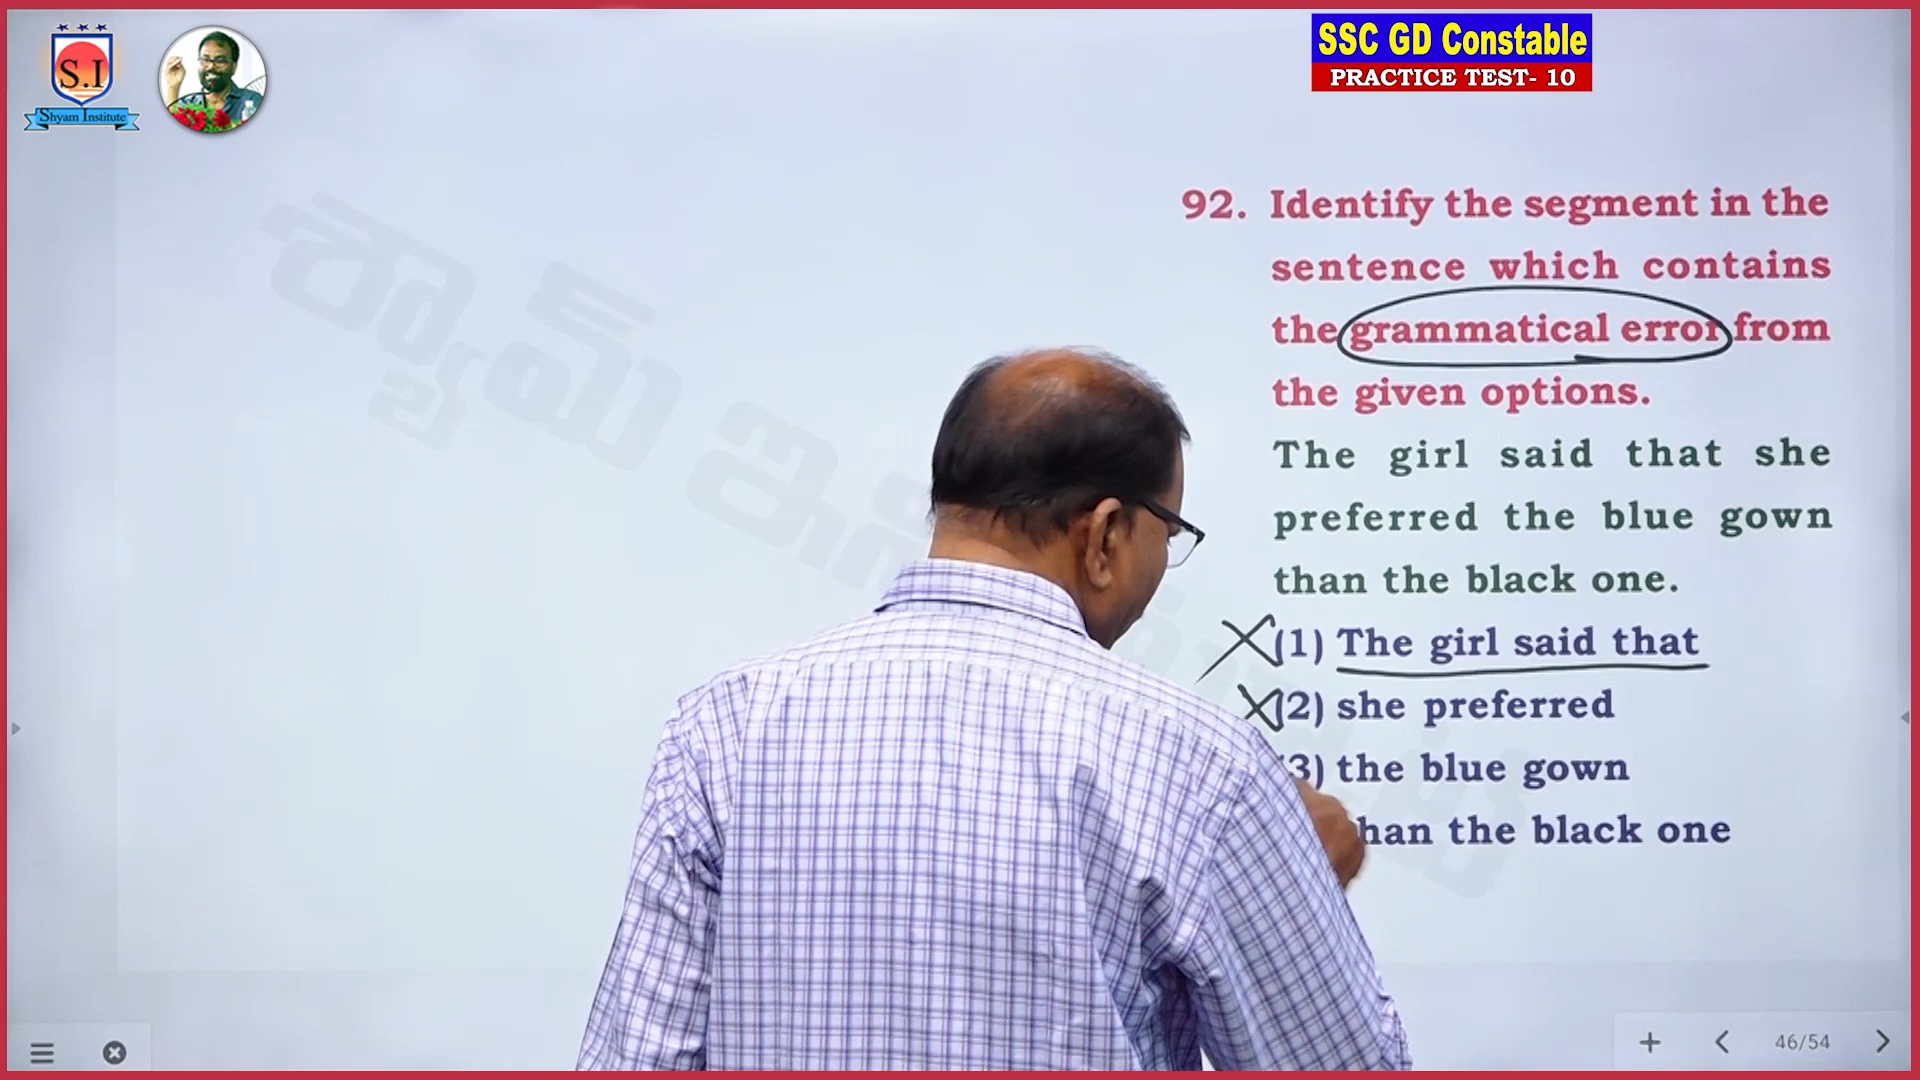 S.I
Shyam Institute
SSC GD Constable
PRACTICE TEST- 10
92. Identify the segment in the
sentence which contains
the grammatical error from
the given options.
The girl said that she
preferred the blue gown
than the black one.
(1) The girl said that
(2) she preferred
3) the blue gown
han the black one
శ్యామ్
46/54